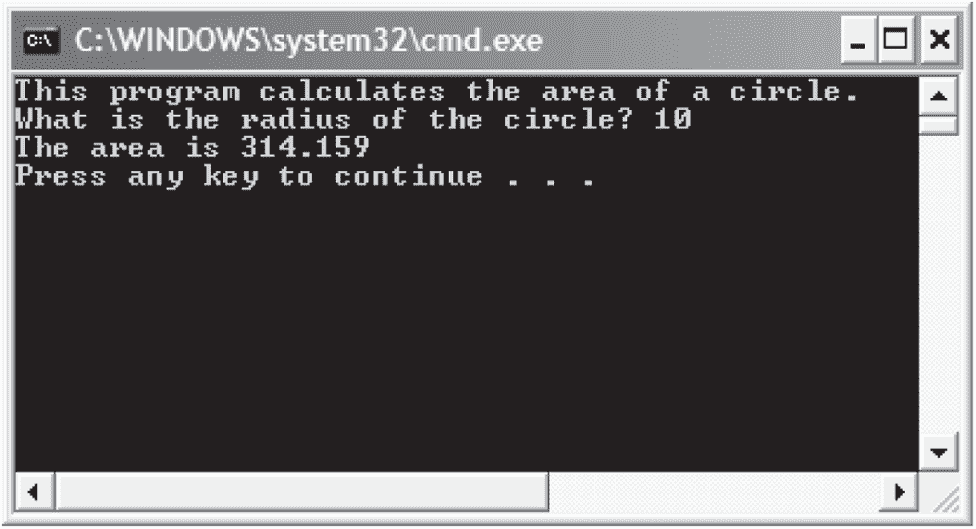 C:\WINDOWS\system32\cmd.exe
This program calculates the area of a circle.
What is the radius of the circle? 10
The area is 314.159
Press any key to continue . . .